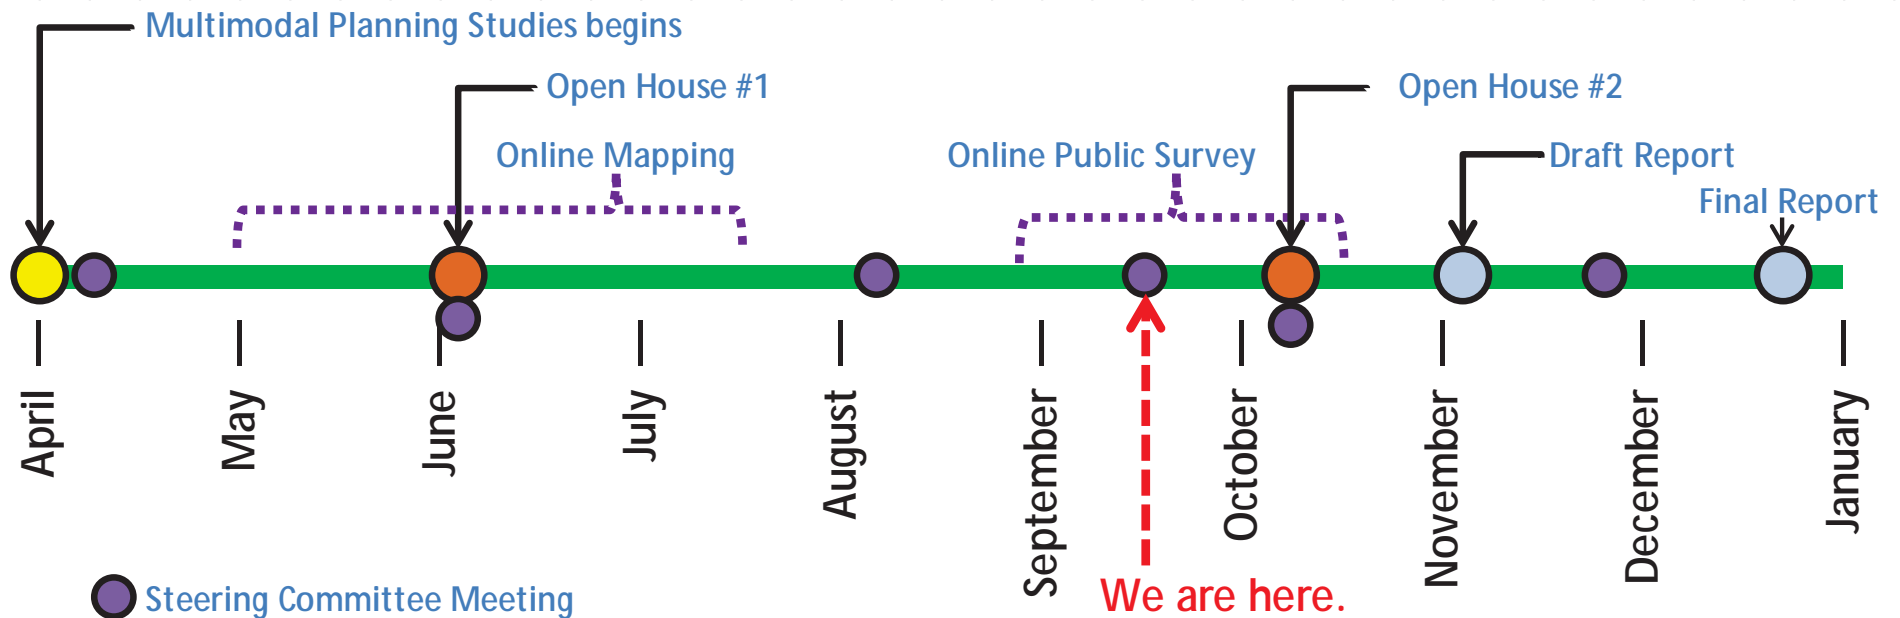 Multimodal Planning Studies begins
Open House #1
Open House #2
Online Mapping
Online Public Survey
Draft Report
Final Report
April
May
June
July
August
September
October
November
December
January
Steering Committee Meeting
We are here.